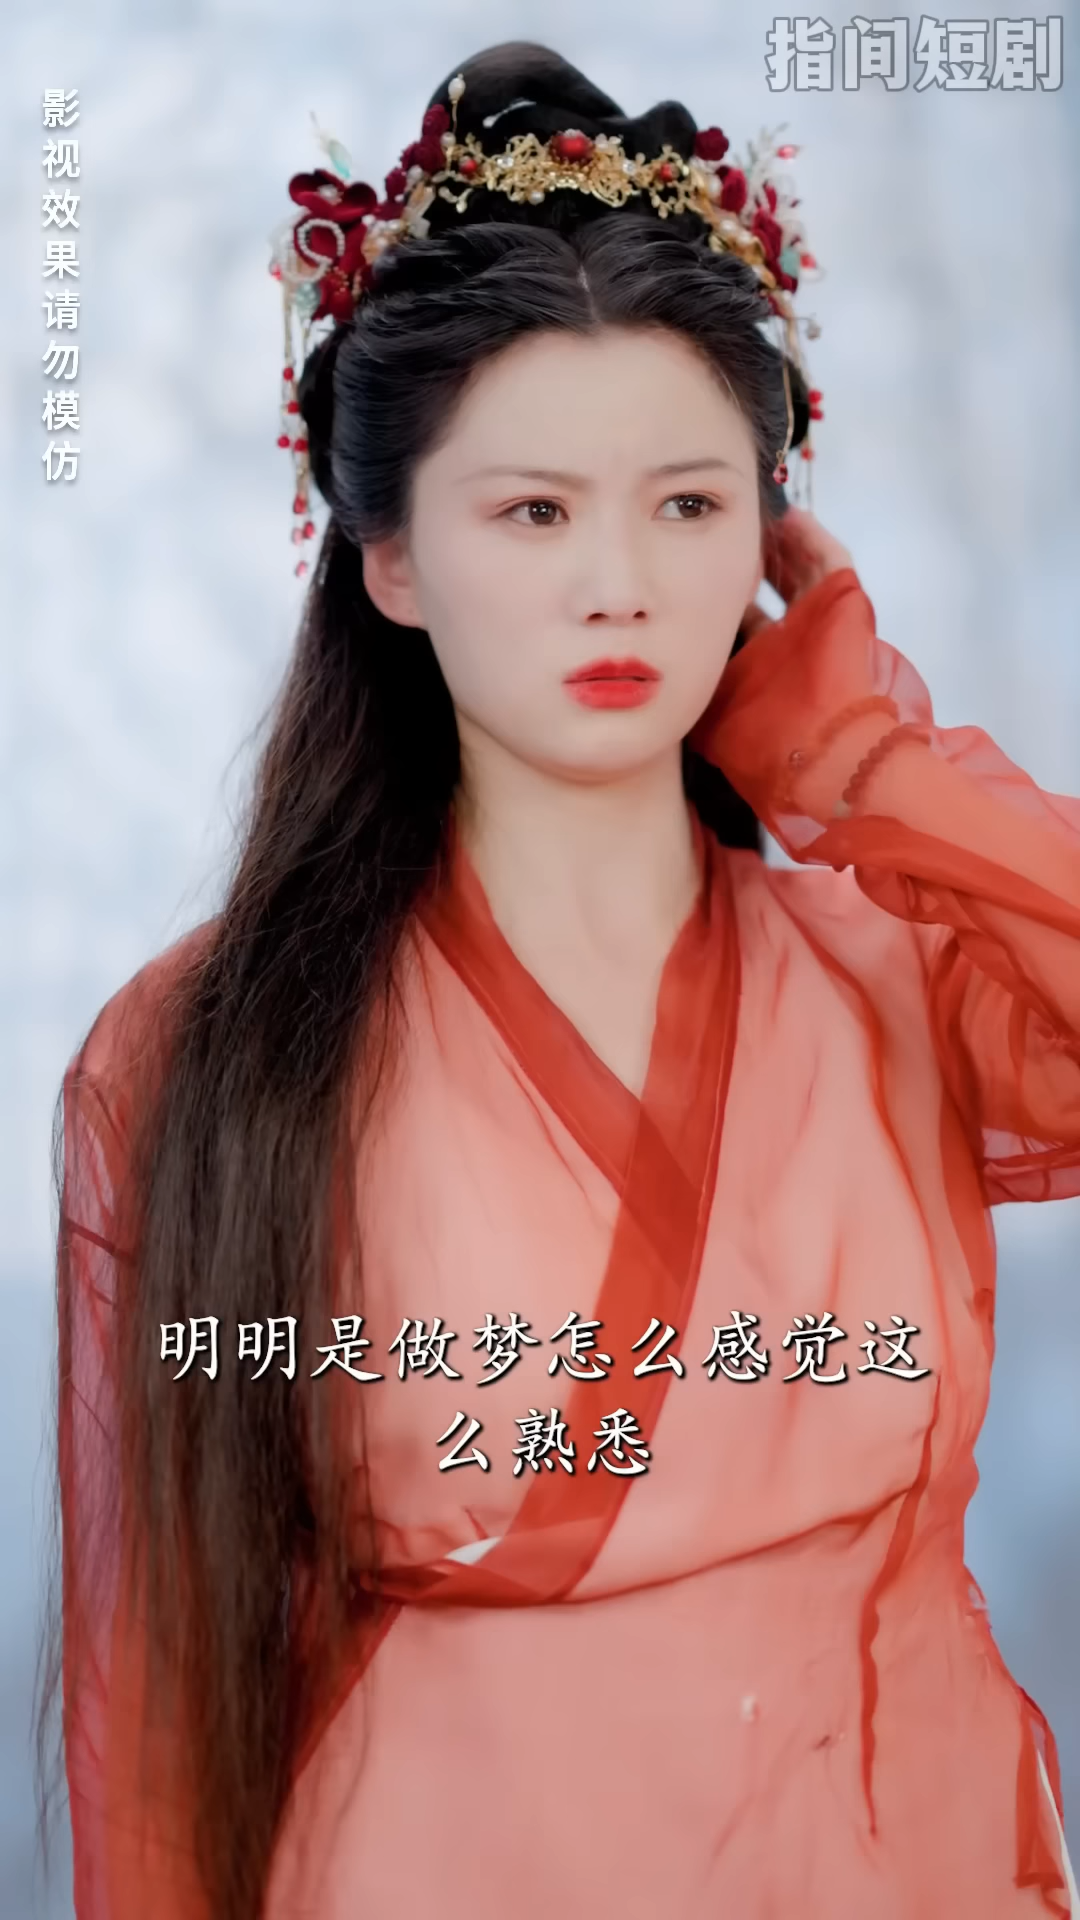 指间短剧
影视效果请勿模仿
明明是做梦怎么感觉这
么熟悉